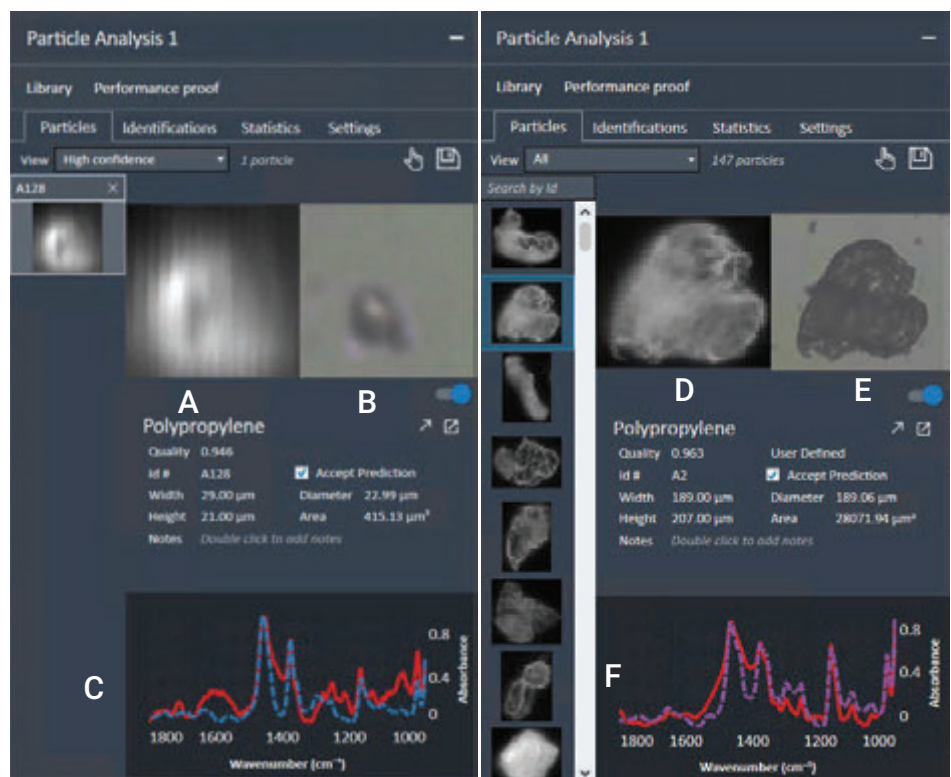 Particle Analysis 1
Library Performance proof
Particles Identifications Statistics Settings
View High confidence 1 particle
A128
A
B
Polypropylene
Quality 0.946
Id # A128 Accept Prediction
Width 29.00 µm Diameter 22.99 µm
Height 21.00 µm Area 415.13 µm²
Notes Double click to add notes
C
0.8
0.4
0
Absorbance
1800 1600 1400 1200 1000
Wavenumber (cm⁻¹)
Particle Analysis 1
Library Performance proof
Particles Identifications Statistics Settings
View All 147 particles
Search by Id
D
E
Polypropylene
Quality 0.963 User Defined
Id # A2 Accept Prediction
Width 189.00 µm Diameter 189.06 µm
Height 207.00 µm Area 28071.94 µm²
Notes Double click to add notes
F
0.8
0.4
0
Absorbance
1800 1600 1400 1200 1000
Wavenumber (cm⁻¹)